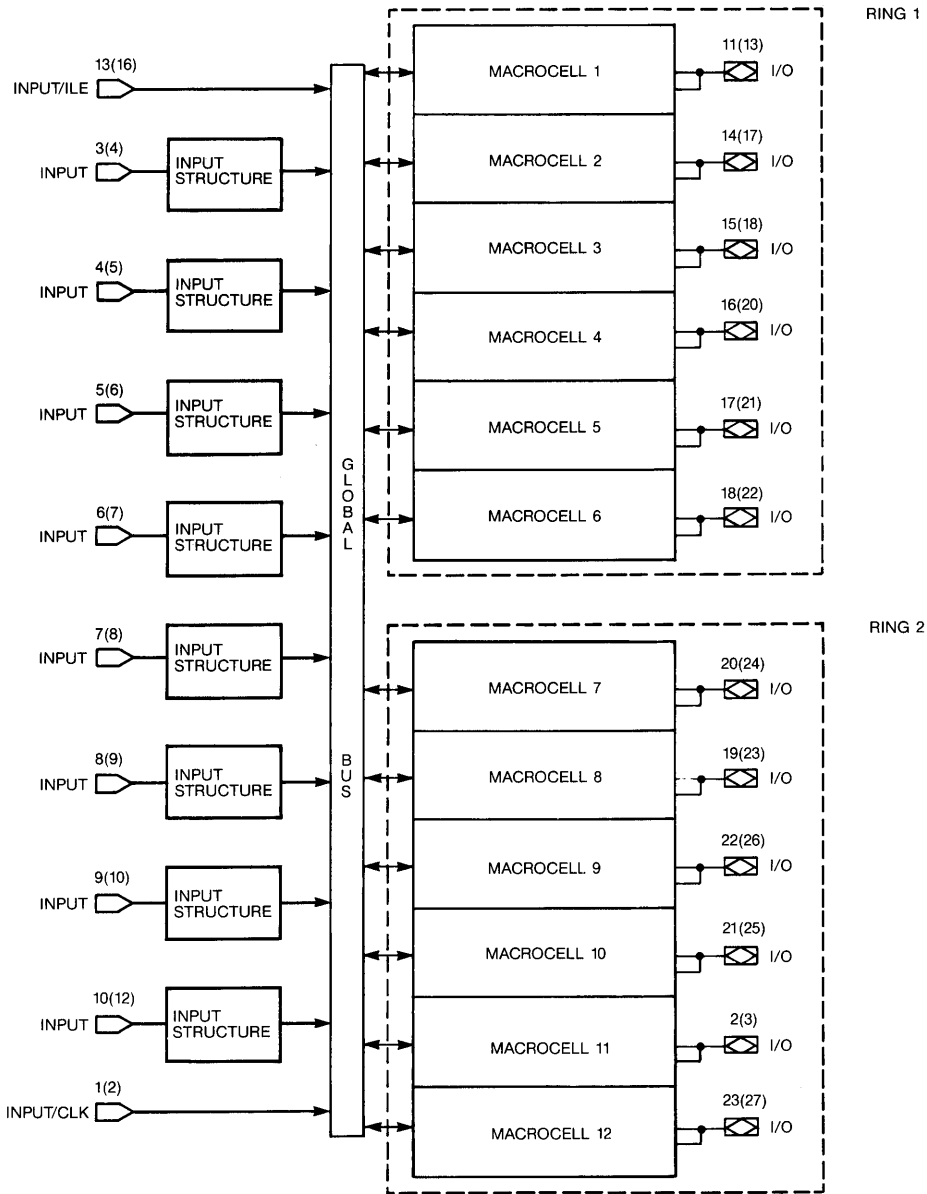 RING 1
13(16)
INPUT/ILE
3(4)
INPUT
INPUT
STRUCTURE
4(5)
INPUT
INPUT
STRUCTURE
5(6)
INPUT
INPUT
STRUCTURE
6(7)
INPUT
INPUT
STRUCTURE
7(8)
INPUT
INPUT
STRUCTURE
8(9)
INPUT
INPUT
STRUCTURE
9(10)
INPUT
INPUT
STRUCTURE
10(12)
INPUT
INPUT
STRUCTURE
1(2)
INPUT/CLK
GLOBAL
BUS
MACROCELL 1
11(13)
I/O
MACROCELL 2
14(17)
I/O
MACROCELL 3
15(18)
I/O
MACROCELL 4
16(20)
I/O
MACROCELL 5
17(21)
I/O
MACROCELL 6
18(22)
I/O
RING 2
MACROCELL 7
20(24)
I/O
MACROCELL 8
19(23)
I/O
MACROCELL 9
22(26)
I/O
MACROCELL 10
21(25)
I/O
MACROCELL 11
2(3)
I/O
MACROCELL 12
23(27)
I/O